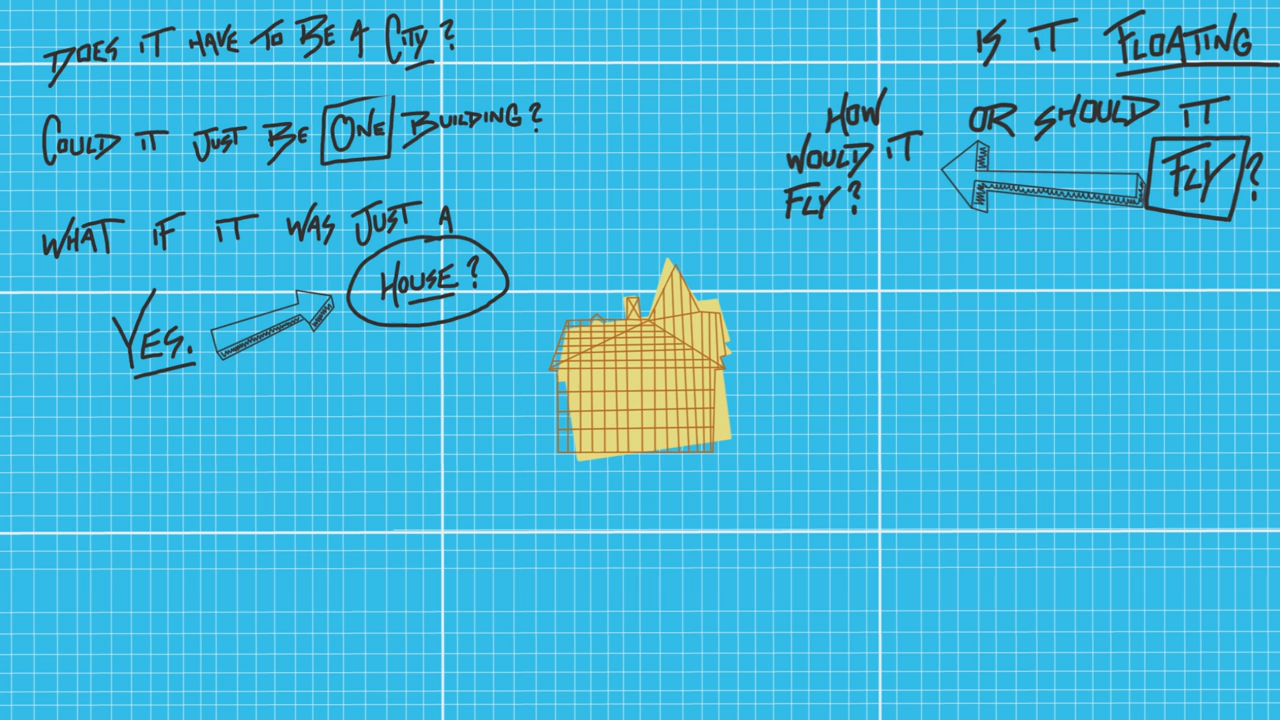 DOES IT HAVE TO BE A CITY?
COULD IT JUST BE ONE BUILDING?
WHAT IF IT WAS JUST A
HOUSE?
YES.
IS IT FLOATING
OR SHOULD IT
FLY?
HOW
WOULD IT
FLY?